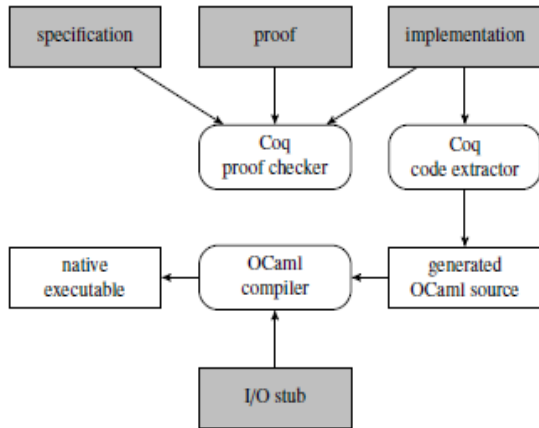 specification
proof
implementation
Coq
proof checker
Coq
code extractor
native
executable
OCaml
compiler
generated
OCaml source
I/O stub